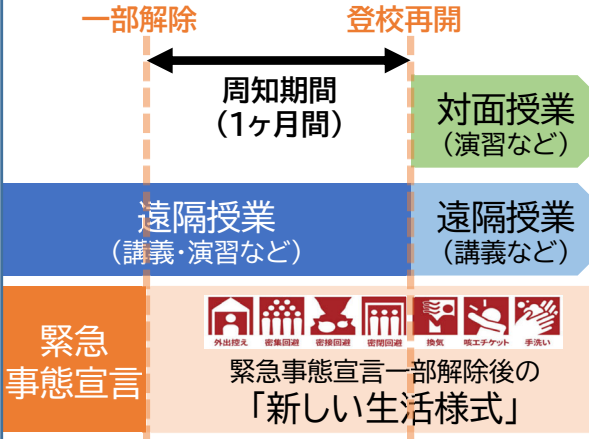 一部解除
登校再開
周知期間
（1ヶ月間）
対面授業
（演習など）
遠隔授業
（講義・演習など）
遠隔授業
（講義など）
緊急
事態宣言
外出控え 密集回避 密接回避 密閉回避 換気 咳エチケット 手洗い
緊急事態宣言一部解除後の
「新しい生活様式」